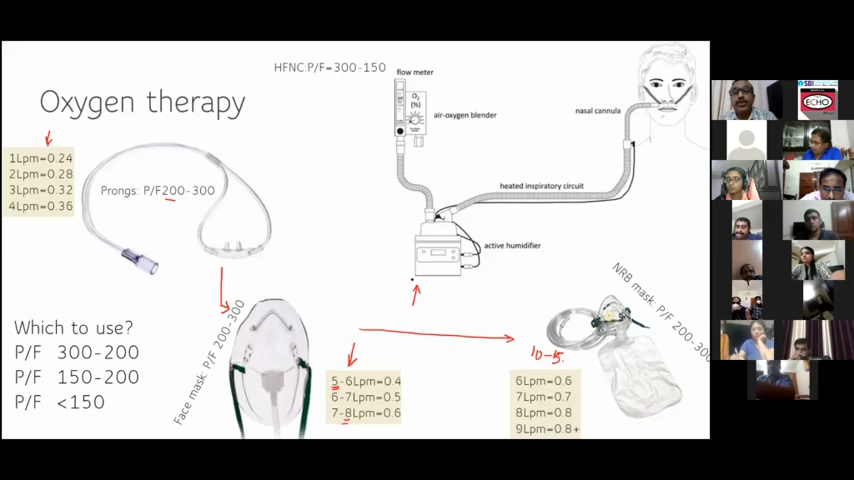 HFNC:P/F=300-150
flow meter
O2
(%)
air-oxygen blender
nasal cannula
heated inspiratory circuit
active humidifier
Oxygen therapy
1Lpm=0.24
2Lpm=0.28
3Lpm=0.32
4Lpm=0.36
Prongs: P/F200-300
Which to use?
P/F 300-200
P/F 150-200
P/F <150
Face mask: P/F 200-300
5-6Lpm=0.4
6-7Lpm=0.5
7-8Lpm=0.6
NRB mask: P/F 200-300
10-15.
6Lpm=0.6
7Lpm=0.7
8Lpm=0.8
9Lpm=0.8+
SBI
ECHO